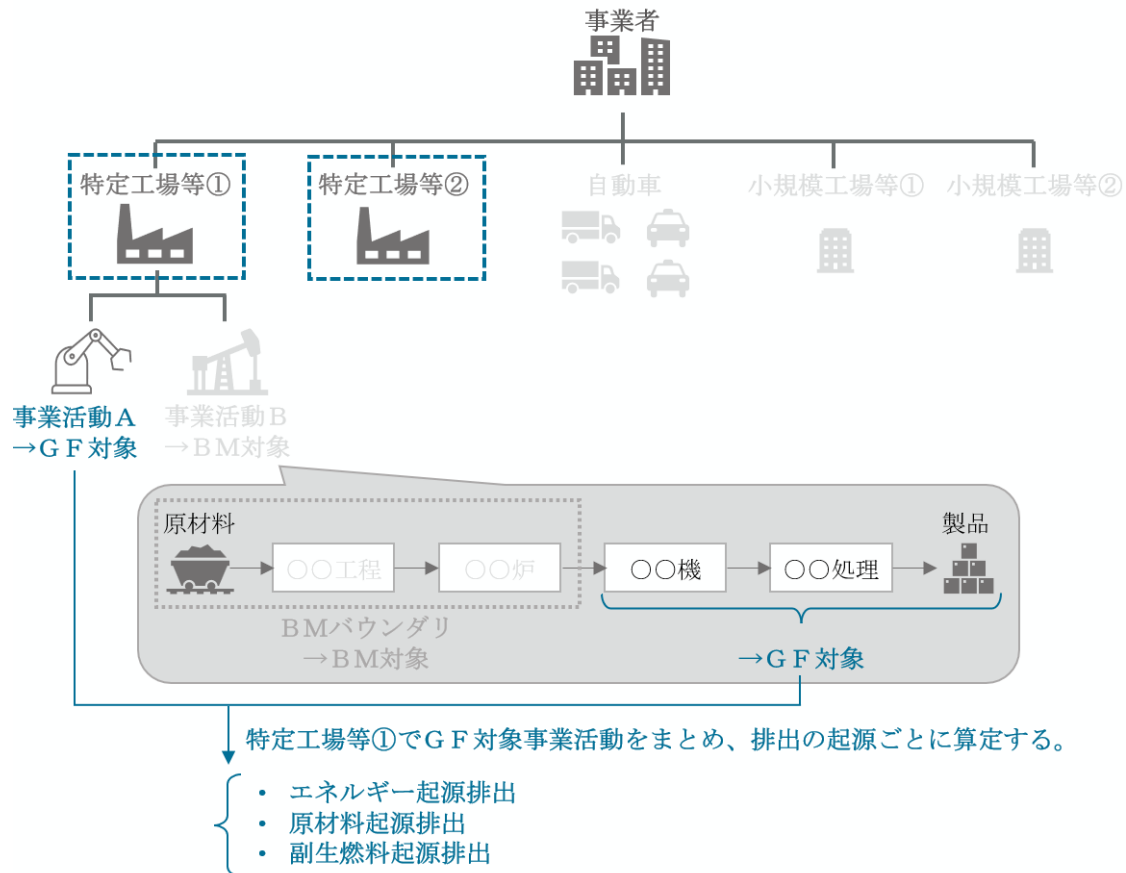 事業者
特定工場等①
特定工場等②
自動車
小規模工場等①
小規模工場等②
事業活動A
→GF対象
事業活動B
→BM対象
原材料
○○工程
○○炉
○○機
○○処理
製品
BMバウンダリ
→BM対象
→GF対象
特定工場等①でGF対象事業活動をまとめ、排出の起源ごとに算定する。
・ エネルギー起源排出
・ 原材料起源排出
・ 副生燃料起源排出